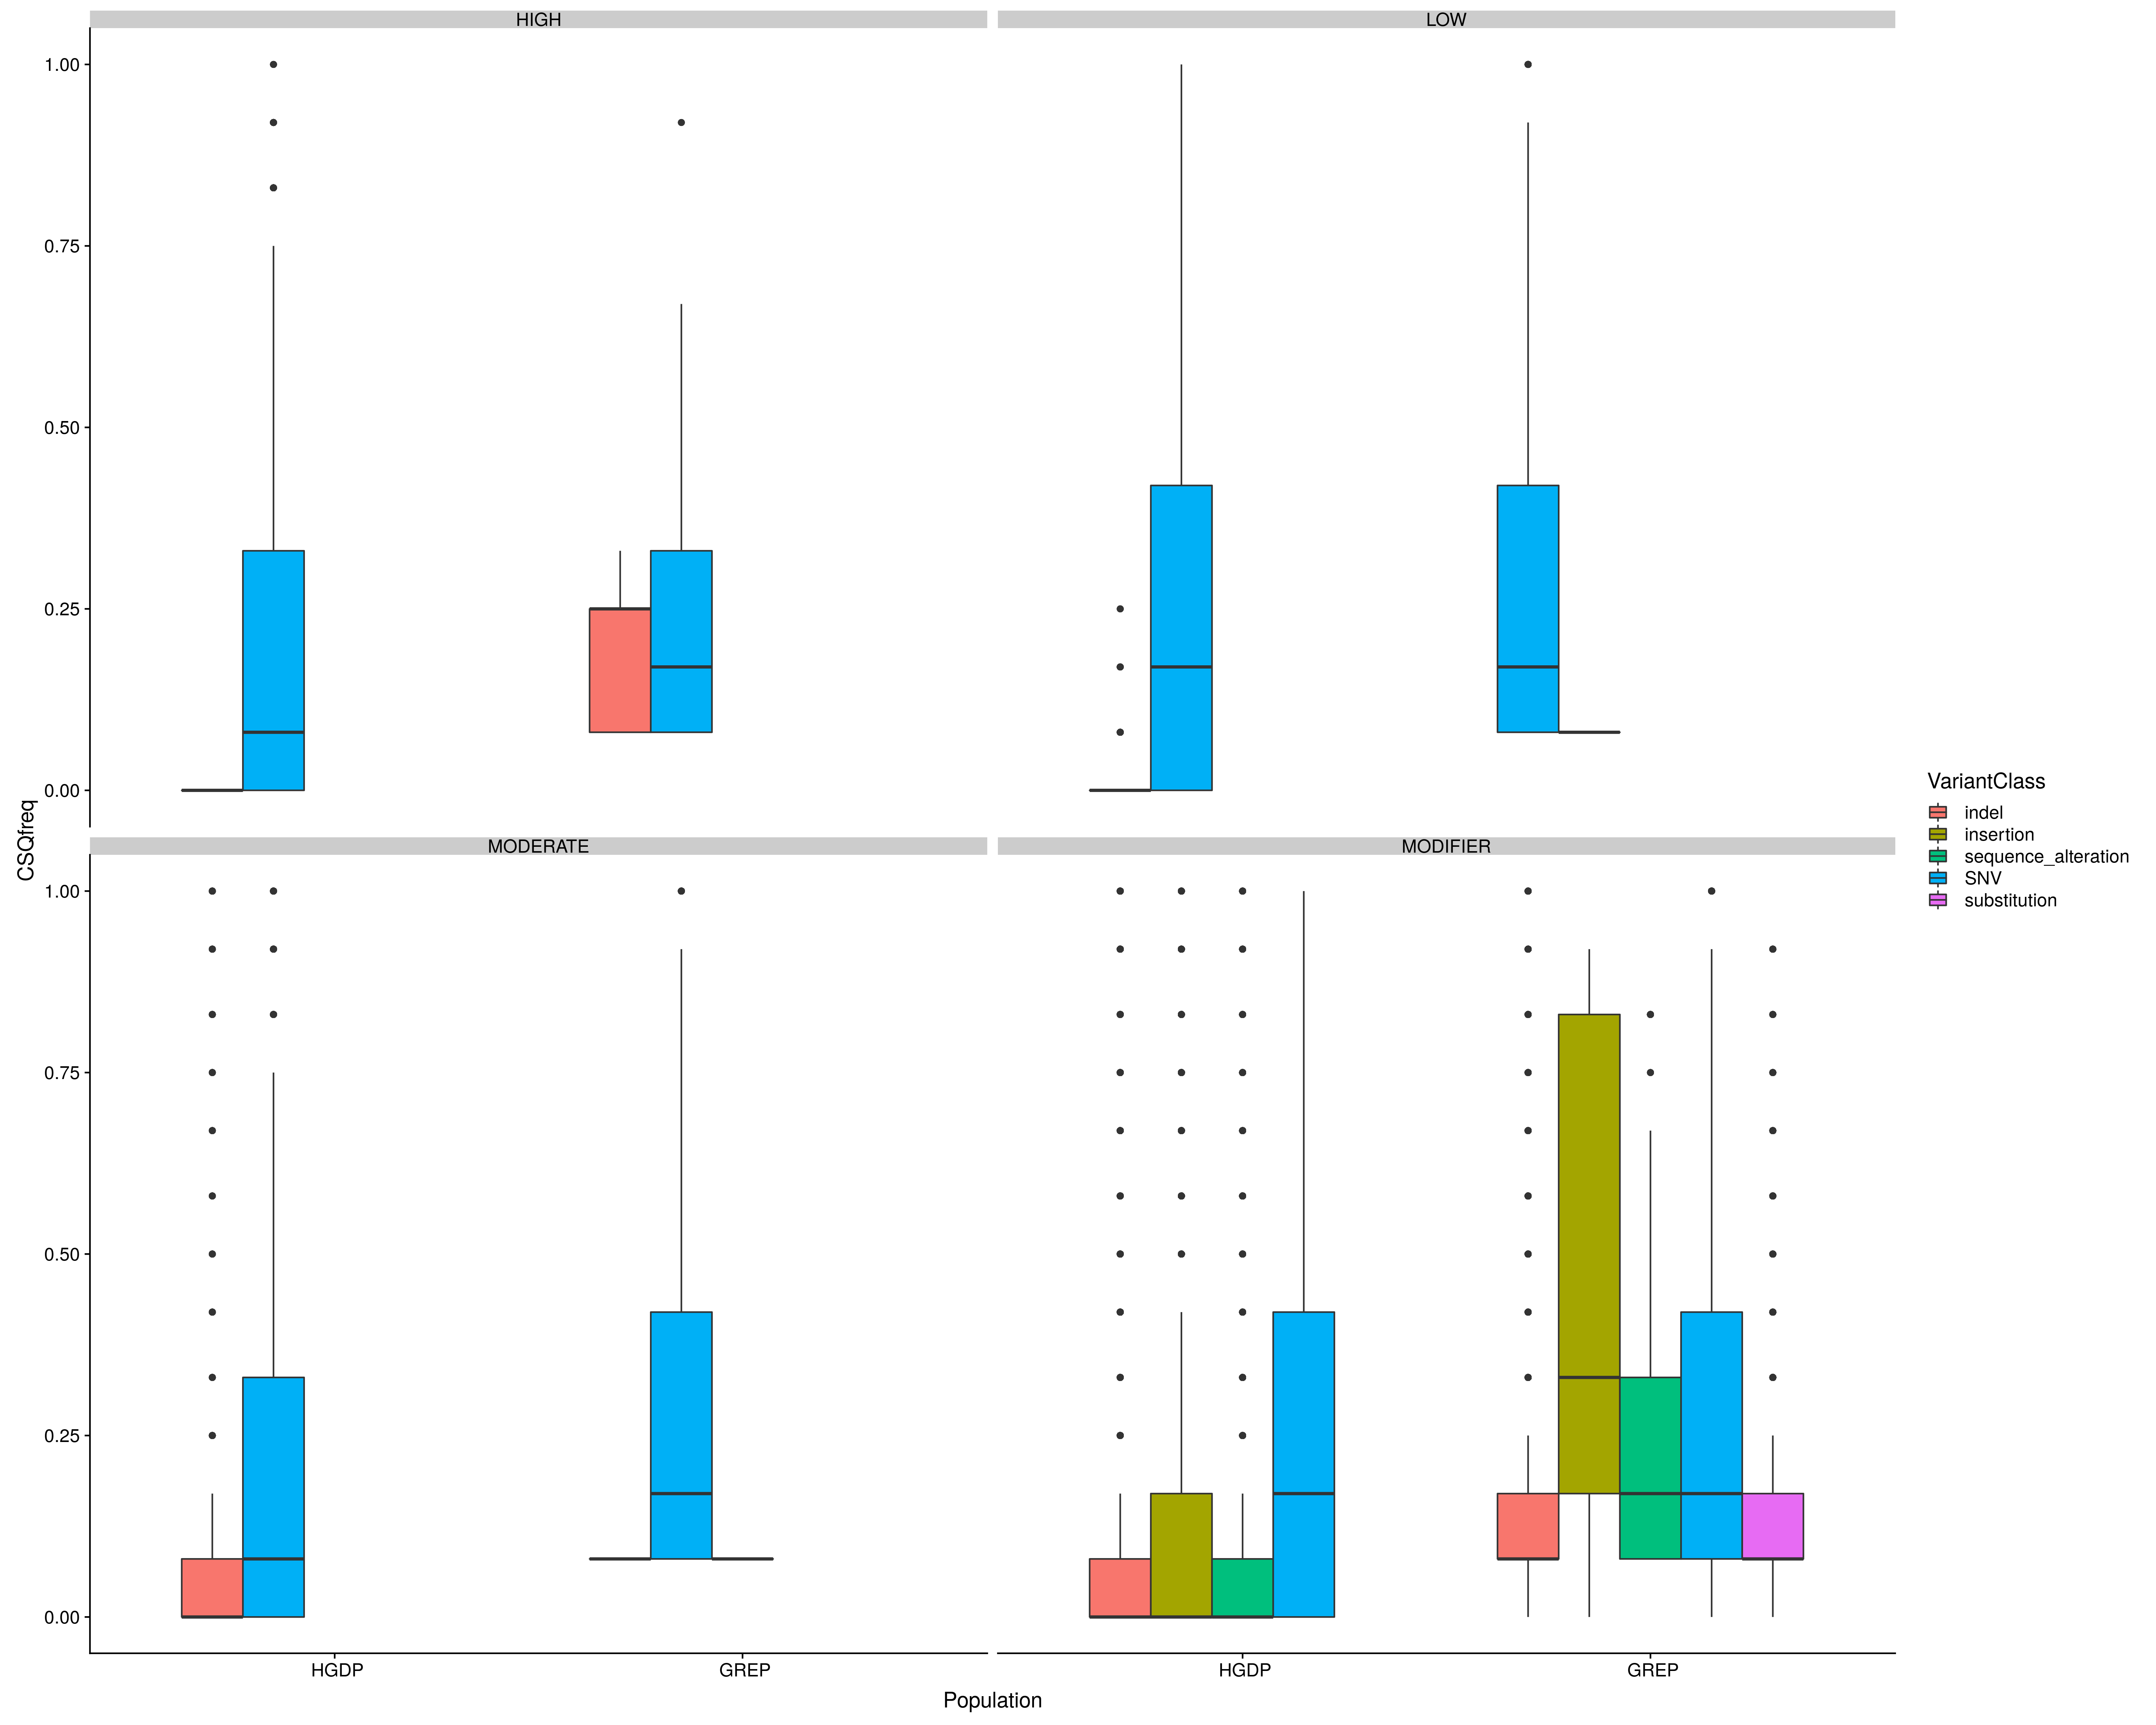 HIGH
LOW
1.00
0.75
0.50
0.25
0.00
CSQfreq
MODERATE
MODIFIER
1.00
0.75
0.50
0.25
0.00
HGDP
GREP
HGDP
GREP
Population
VariantClass
indel
insertion
sequence_alteration
SNV
substitution